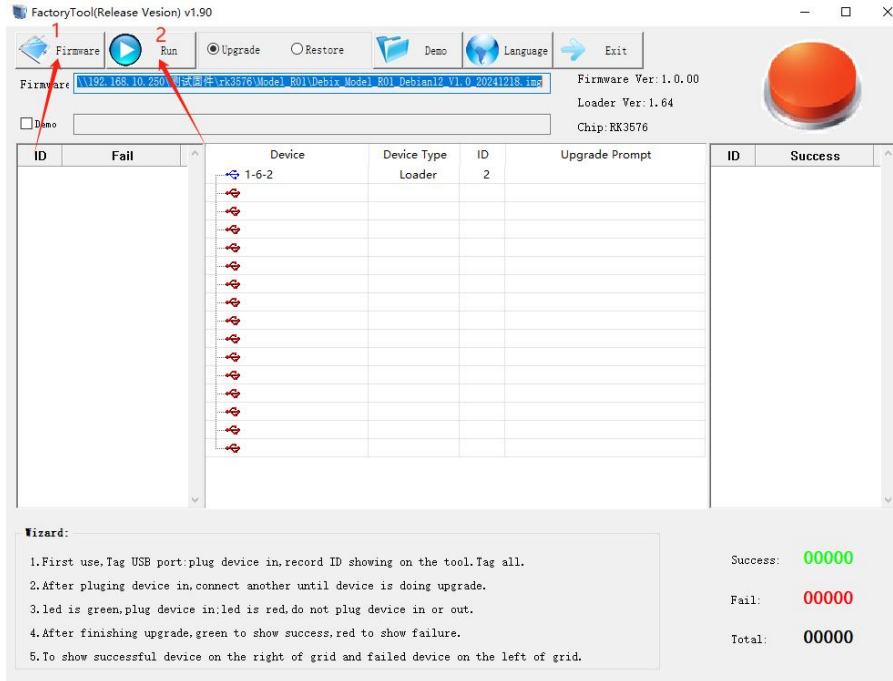 FactoryTool(Release Vesion) v1.90
1
2
Firmware Run Upgrade Restore Demo Language Exit
Firmware \\192.168.10.250\测试固件\rk3576\Model_R01\Debix_Model_R01_Debian12_V1.0_20241218.img Firmware Ver:1.0.00
Loader Ver:1.64
Demo Chip:RK3576
ID Fail Device Device Type ID Upgrade Prompt ID Success
1-6-2 Loader 2
Wizard:
1.First use,Tag USB port:plug device in,record ID showing on the tool.Tag all.
2.After pluging device in,connect another until device is doing upgrade.
3.led is green,plug device in;led is red,do not plug device in or out.
4.After finishing upgrade,green to show success,red to show failure.
5.To show successful device on the right of grid and failed device on the left of grid.
Success: 00000
Fail: 00000
Total: 00000